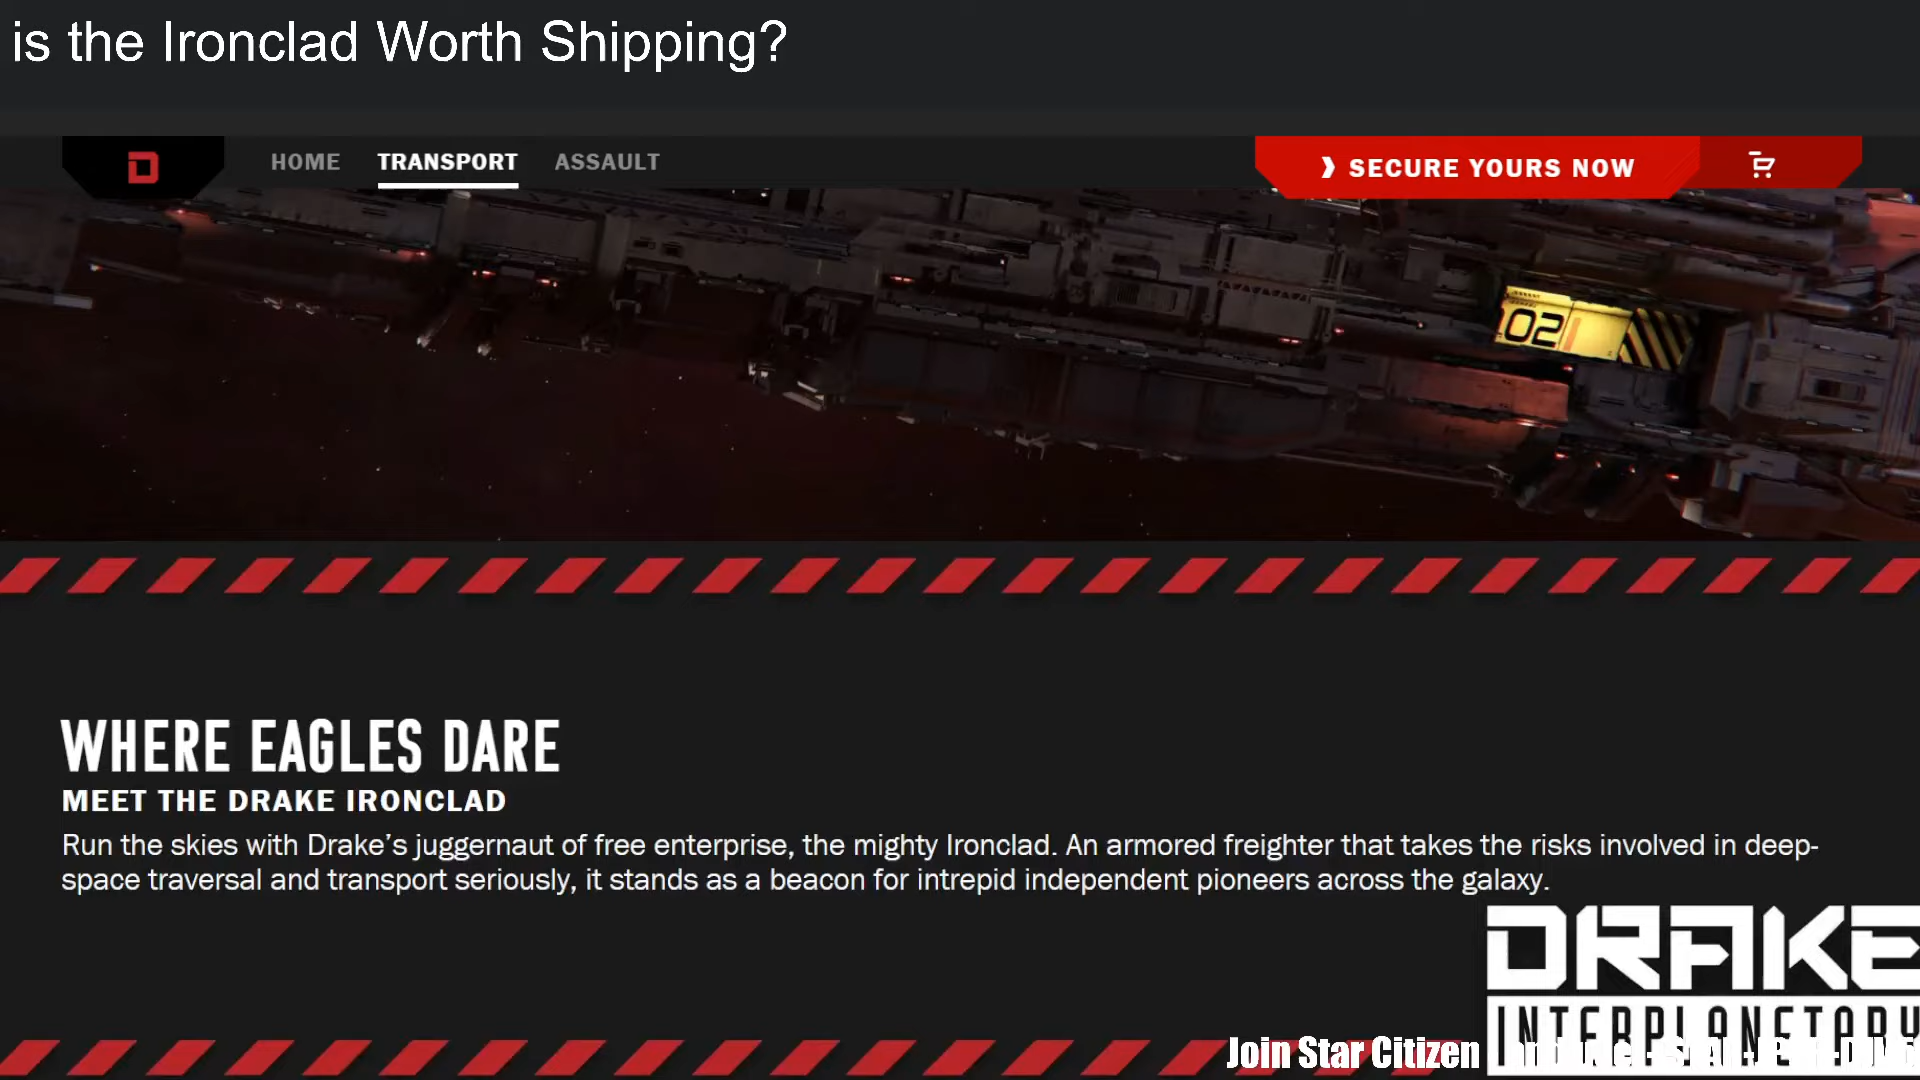 is the Ironclad Worth Shipping?
HOME TRANSPORT ASSAULT
SECURE YOURS NOW
02
WHERE EAGLES DARE
MEET THE DRAKE IRONCLAD
Run the skies with Drake’s juggernaut of free enterprise, the mighty Ironclad. An armored freighter that takes the risks involved in deep-
space traversal and transport seriously, it stands as a beacon for intrepid independent pioneers across the galaxy.
DRAKE
INTERPLANETARY
Join Star Citizen